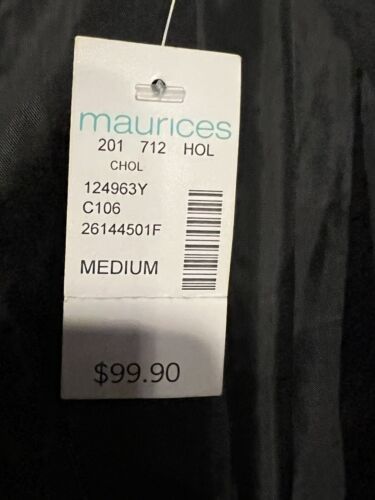 maurices
201 712 HOL
CHOL
124963Y
C106
26144501F
MEDIUM
$99.90